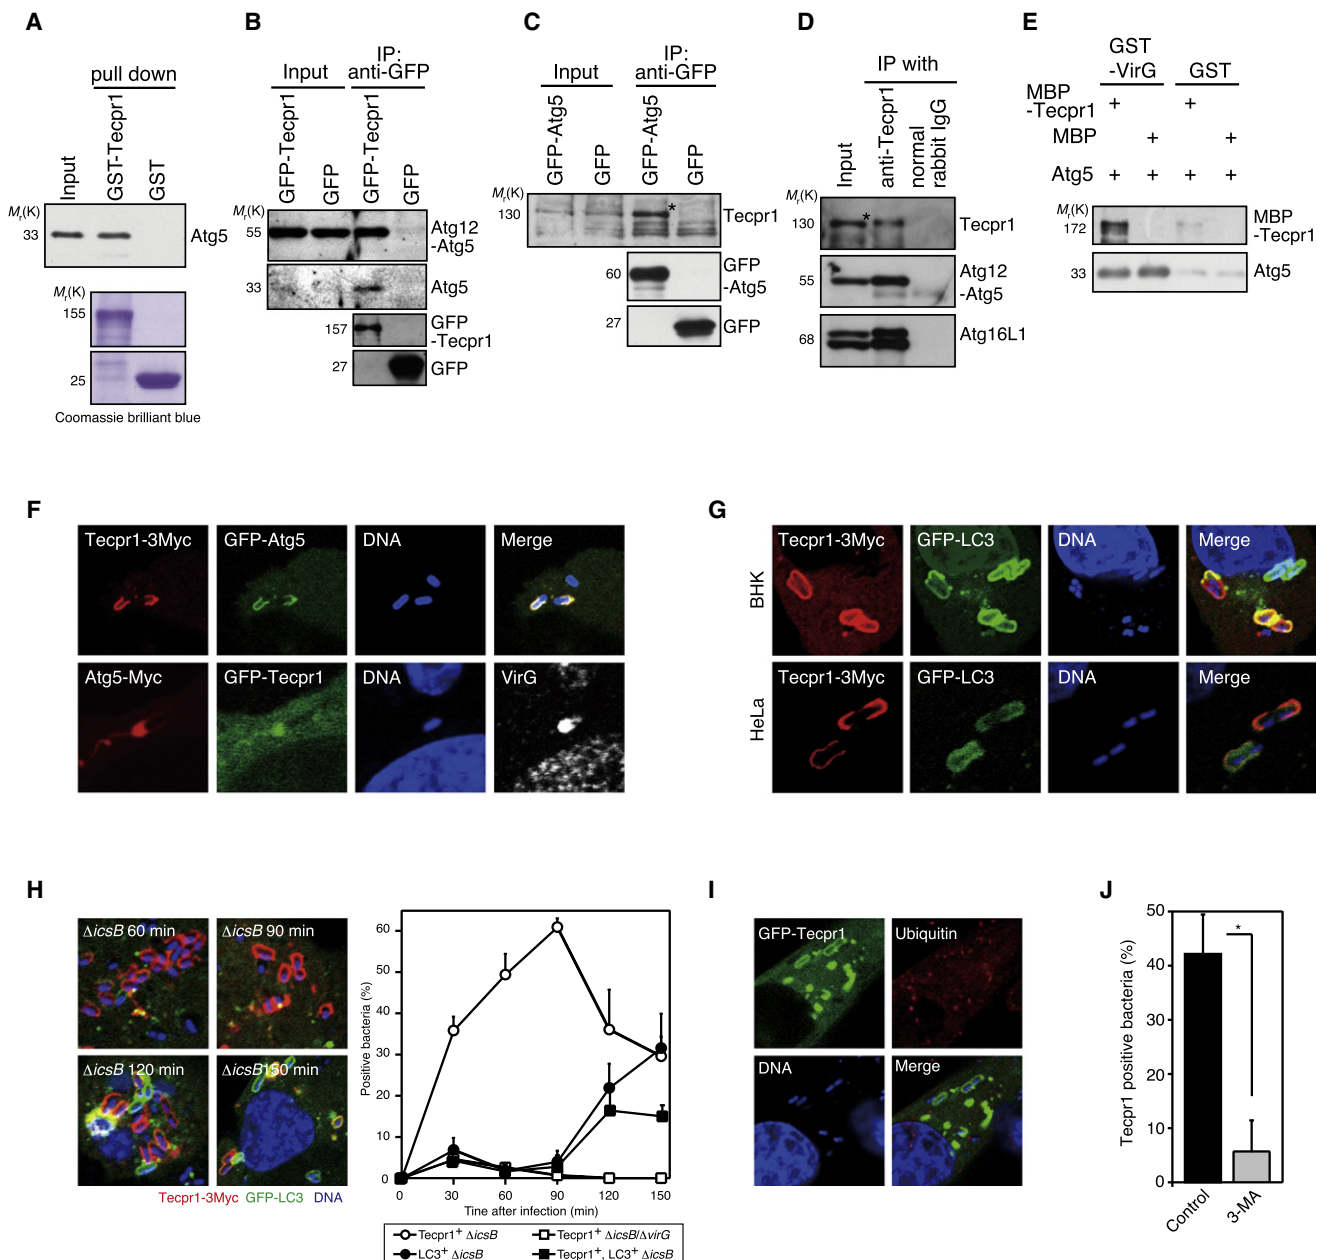 A
pull down
Input
GST-Tecpr1
GST
Mr(K)
33
Atg5
Mr(K)
155
25
Coomassie brilliant blue
B
Input
IP:
anti-GFP
GFP-Tecpr1
GFP
GFP-Tecpr1
GFP
Mr(K)
55
Atg12
-Atg5
33
Atg5
157
GFP
-Tecpr1
27
GFP
C
Input
IP:
anti-GFP
GFP-Atg5
GFP
GFP-Atg5
GFP
Mr(K)
130
*
Tecpr1
60
GFP
-Atg5
27
GFP
D
IP with
Input
anti-Tecpr1
normal
rabbit IgG
Mr(K)
130
*
Tecpr1
55
Atg12
-Atg5
68
Atg16L1
E
GST
-VirG
GST
MBP
-Tecpr1
+ +
MBP
+ +
Atg5
+ + + +
Mr(K)
172
MBP
-Tecpr1
33
Atg5
F
Tecpr1-3Myc
GFP-Atg5
DNA
Merge
Atg5-Myc
GFP-Tecpr1
DNA
VirG
G
BHK
Tecpr1-3Myc
GFP-LC3
DNA
Merge
HeLa
Tecpr1-3Myc
GFP-LC3
DNA
Merge
H
ΔicsB 60 min
ΔicsB 90 min
ΔicsB 120 min
ΔicsB150 min
Tecpr1-3Myc GFP-LC3 DNA
Positive bacteria (%)
60
50
40
30
20
10
0
0 30 60 90 120 150
Tine after infection (min)
Tecpr1+ ΔicsB
Tecpr1+ ΔicsB/ΔvirG
LC3+ ΔicsB
Tecpr1+, LC3+ ΔicsB
I
GFP-Tecpr1
Ubiquitin
DNA
Merge
J
Tecpr1 positive bacteria (%)
50
40
30
20
10
0
*
Control
3-MA